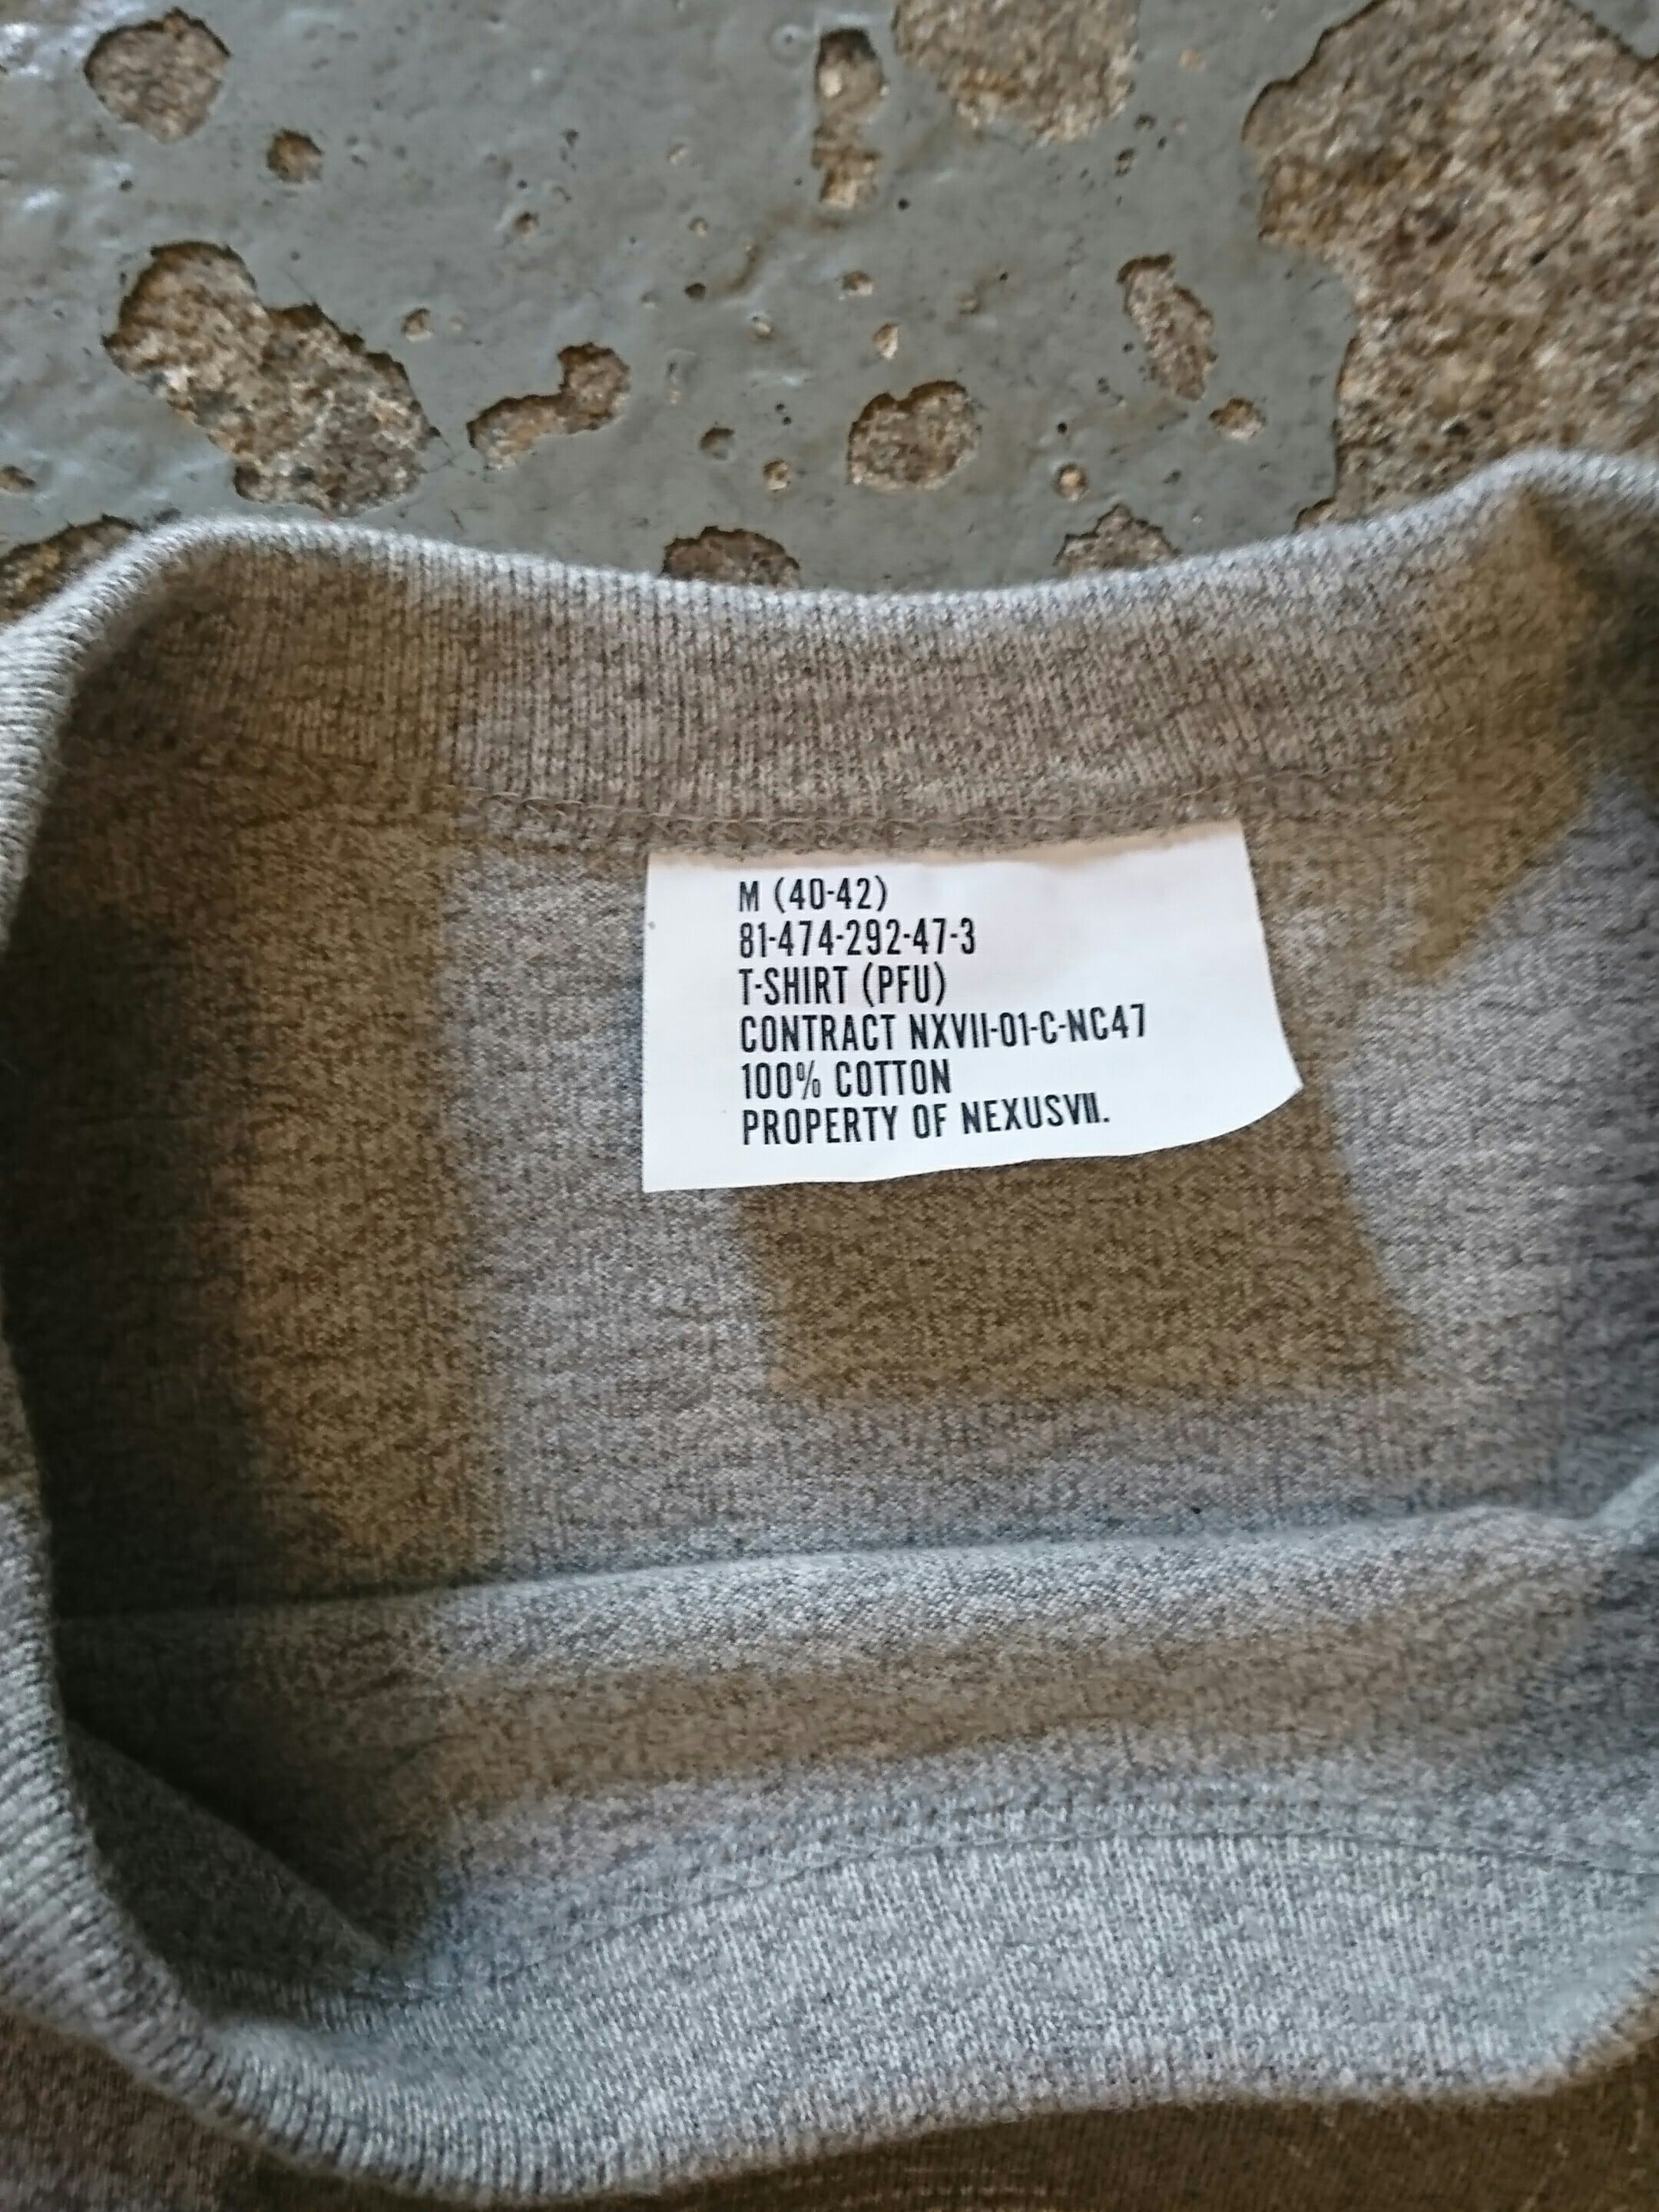 M (40-42)
81-474-292-47-3
T-SHIRT (PFU)
CONTRACT NXVII-01-C-NC47
100% COTTON
PROPERTY OF NEXUSVII.